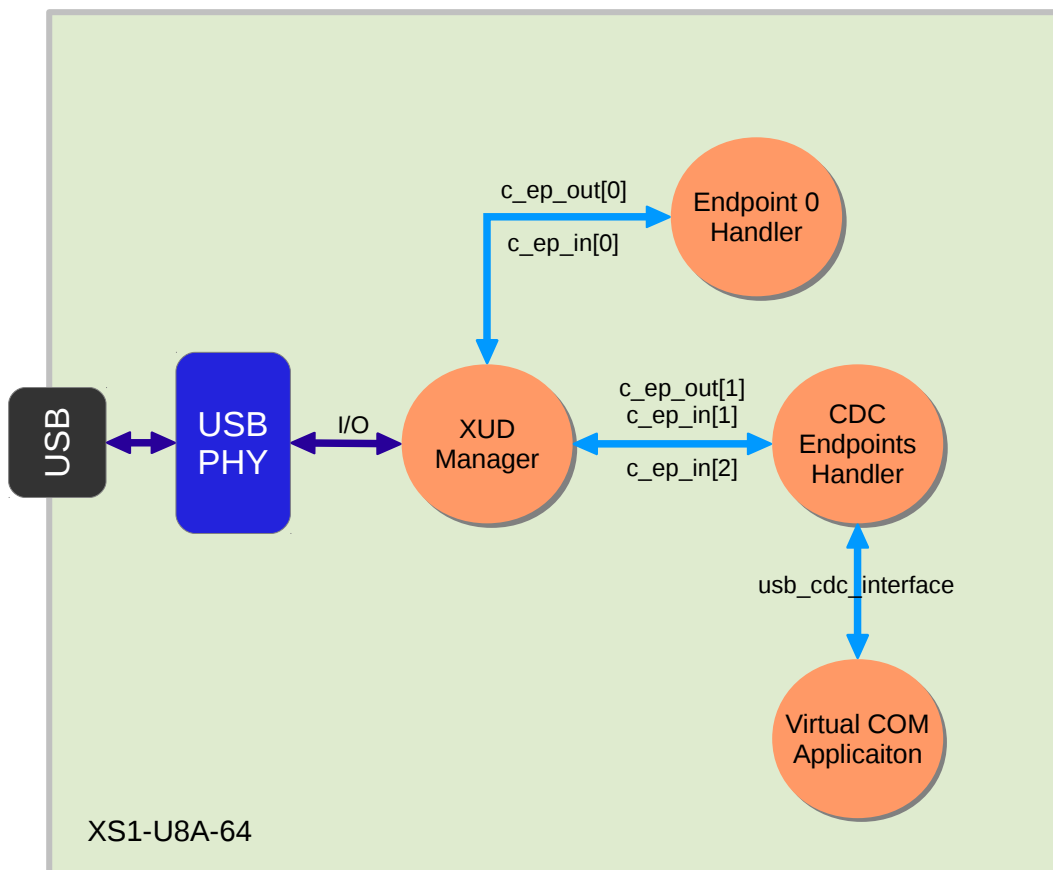 c_ep_out[0]
Endpoint 0
Handler
c_ep_in[0]
USB
USB
PHY
I/O
XUD
Manager
c_ep_out[1]
c_ep_in[1]
c_ep_in[2]
CDC
Endpoints
Handler
usb_cdc_interface
Virtual COM
Applicaiton
XS1-U8A-64